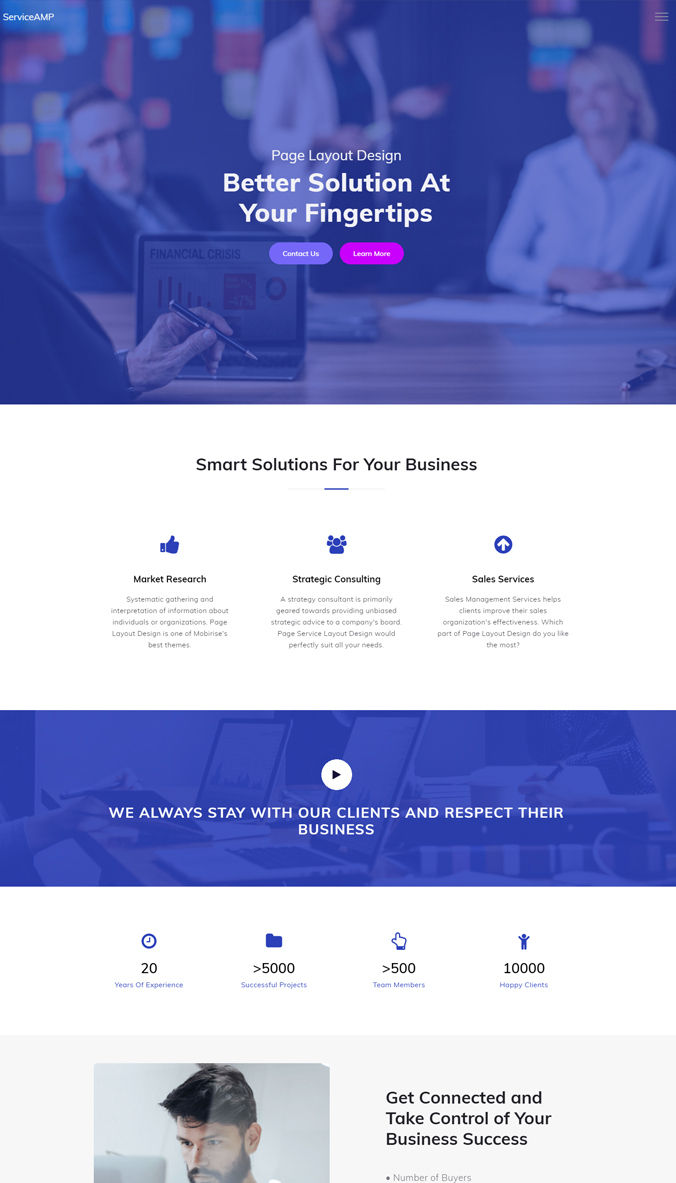 ServiceAMP
Page Layout Design
Better Solution At
Your Fingertips
Contact Us
Learn More
FINANCIAL CRISIS
-47%
Smart Solutions For Your Business
Market Research
Systematic gathering and
interpretation of information about
individuals or organizations. Page
Layout Design is one of Mobirise's
best themes.
Strategic Consulting
A strategy consultant is primarily
geared towards providing unbiased
strategic advice to a company's board.
Page Service Layout Design would
perfectly suit all your needs.
Sales Services
Sales Management Services helps
clients improve their sales
organization's effectiveness. Which
part of Page Layout Design do you like
the most?
WE ALWAYS STAY WITH OUR CLIENTS AND RESPECT THEIR
BUSINESS
20
Years Of Experience
>5000
Successful Projects
>500
Team Members
10000
Happy Clients
Get Connected and
Take Control of Your
Business Success
• Number of Buyers